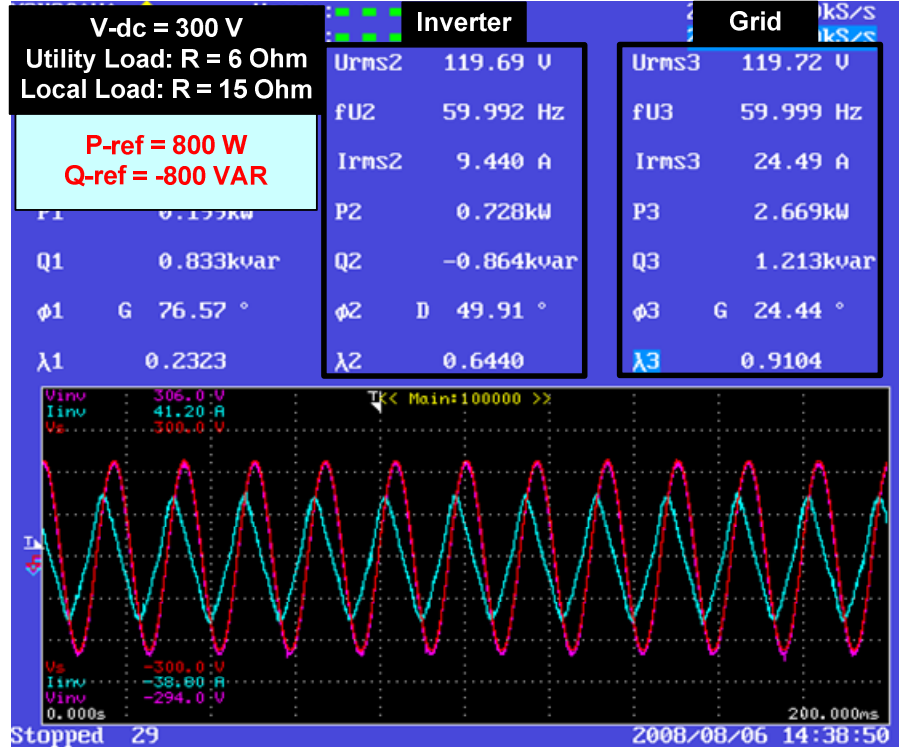 V-dc = 300 V
Utility Load: R = 6 Ohm
Local Load: R = 15 Ohm
P-ref = 800 W
Q-ref = -800 VAR
Inverter
Grid
kS/s
kS/s
Urms2 119.69 V
Urms3 119.72 V
fU2 59.992 Hz
fU3 59.999 Hz
Irms2 9.440 A
Irms3 24.49 A
P2 0.728kW
P3 2.669kW
Q1 0.833kvar
Q2 -0.864kvar
Q3 1.213kvar
φ1 G 76.57 °
φ2 D 49.91 °
φ3 G 24.44 °
λ1 0.2323
λ2 0.6440
λ3 0.9104
Vinv 306.0 V
Iinv 41.20 A
Vs 300.0 V
T
<< Main:100000 >>
T
Vs -300.0 V
Iinv -38.80 A
Vinv -294.0 V
0.000s
200.000ms
Stopped 29
2008/08/06 14:38:50